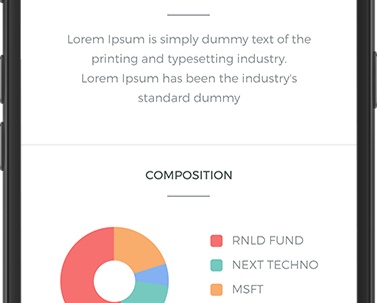 Lorem Ipsum is simply dummy text of the
printing and typesetting industry.
Lorem Ipsum has been the industry's
standard dummy
COMPOSITION
RNLD FUND
NEXT TECHNO
MSFT